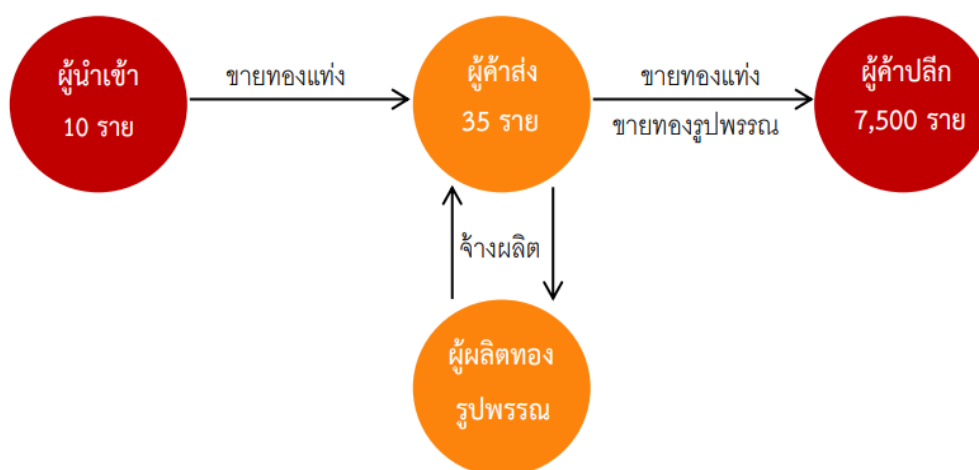 ผู้นำเข้า
10 ราย
ขายทองแท่ง
ผู้ค้าส่ง
35 ราย
ขายทองแท่ง
ขายทองรูปพรรณ
ผู้ค้าปลีก
7,500 ราย
จ้างผลิต
ผู้ผลิตทอง
รูปพรรณ